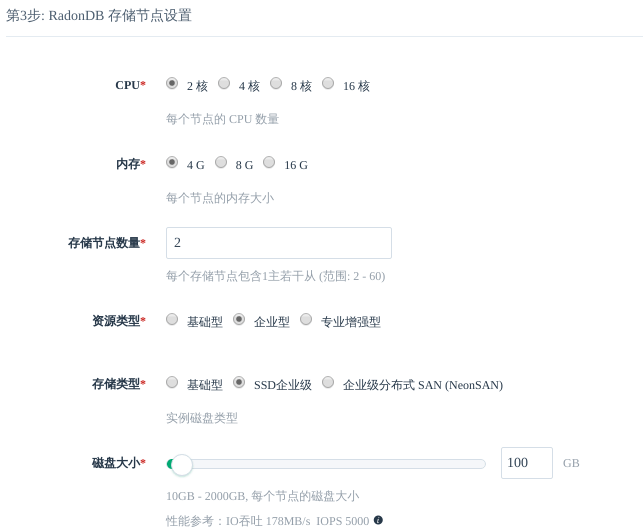 第3步: RadonDB 存储节点设置
CPU* 2 核 4 核 8 核 16 核
每个节点的 CPU 数量
内存* 4 G 8 G 16 G
每个节点的内存大小
存储节点数量* 2
每个存储节点包含1主若干从 (范围: 2 - 60)
资源类型* 基础型 企业型 专业增强型
存储类型* 基础型 SSD企业级 企业级分布式 SAN (NeonSAN)
实例磁盘类型
磁盘大小* 100 GB
10GB - 2000GB, 每个节点的磁盘大小
性能参考：IO吞吐 178MB/s IOPS 5000